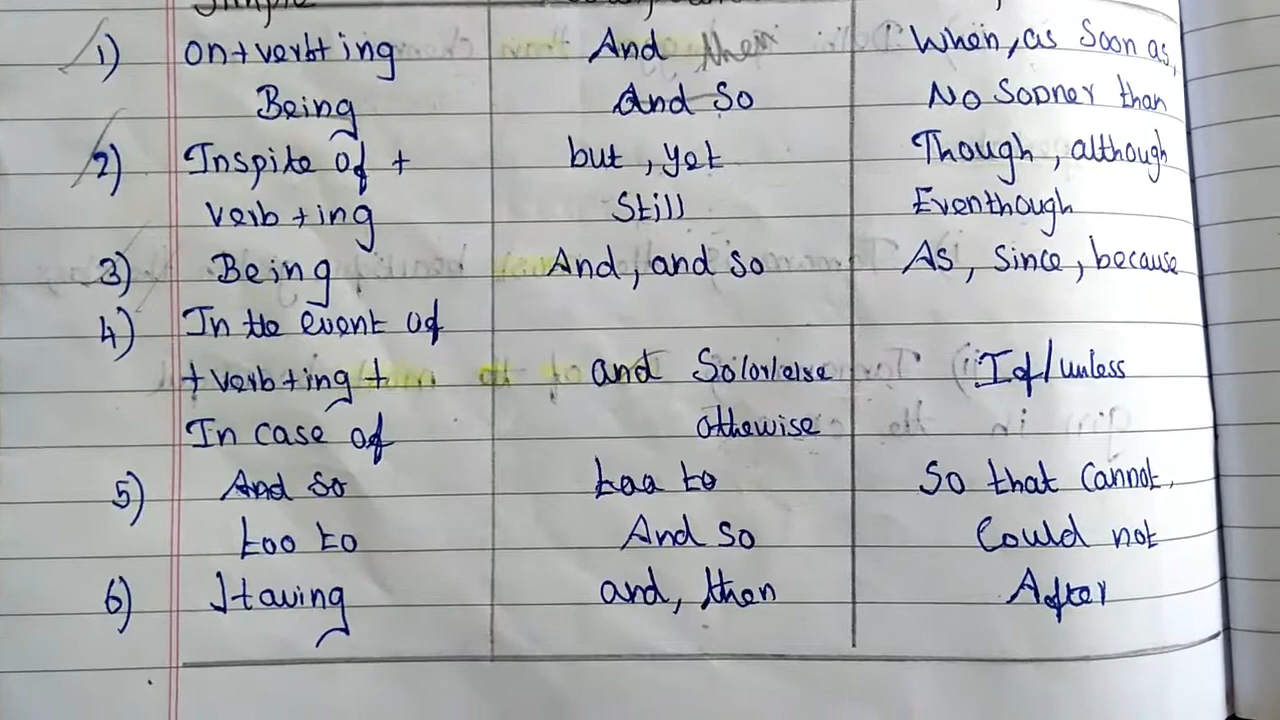 Simple
1) on+verb+ing And then When, as soon as,
Being And so No Sooner than
2) Inspite of + but, yet Though, although
verb +ing Still Eventhough
3) Being And, and so As, Since, because
4) In the event of
+ verb +ing + and So/or/else If/unless
In case of othewise
5) And so too to So that Cannot,
too to And so Could not
6) Having and, then After